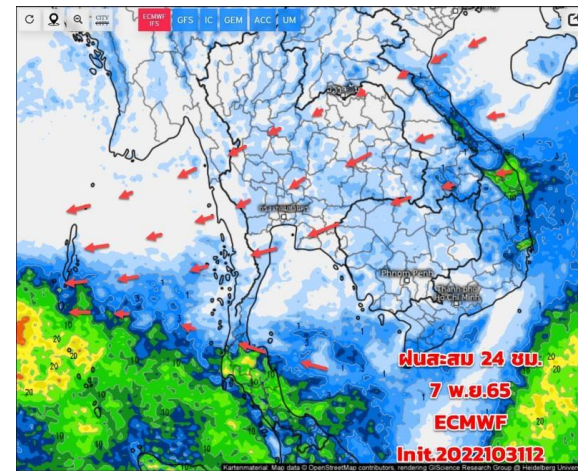 CITY
ECMWF IFS
GFS
IC
GEM
ACC
UM
Phnom Penh
Thành phố
Hồ Chí Minh
ฝนสะสม 24 ชม.
7 พ.ย.65
ECMWF
Init.2022103112
Kartenmaterial: Map data © OpenStreetMap contributors, rendering GIScience Research Group @ Heidelberg Univer